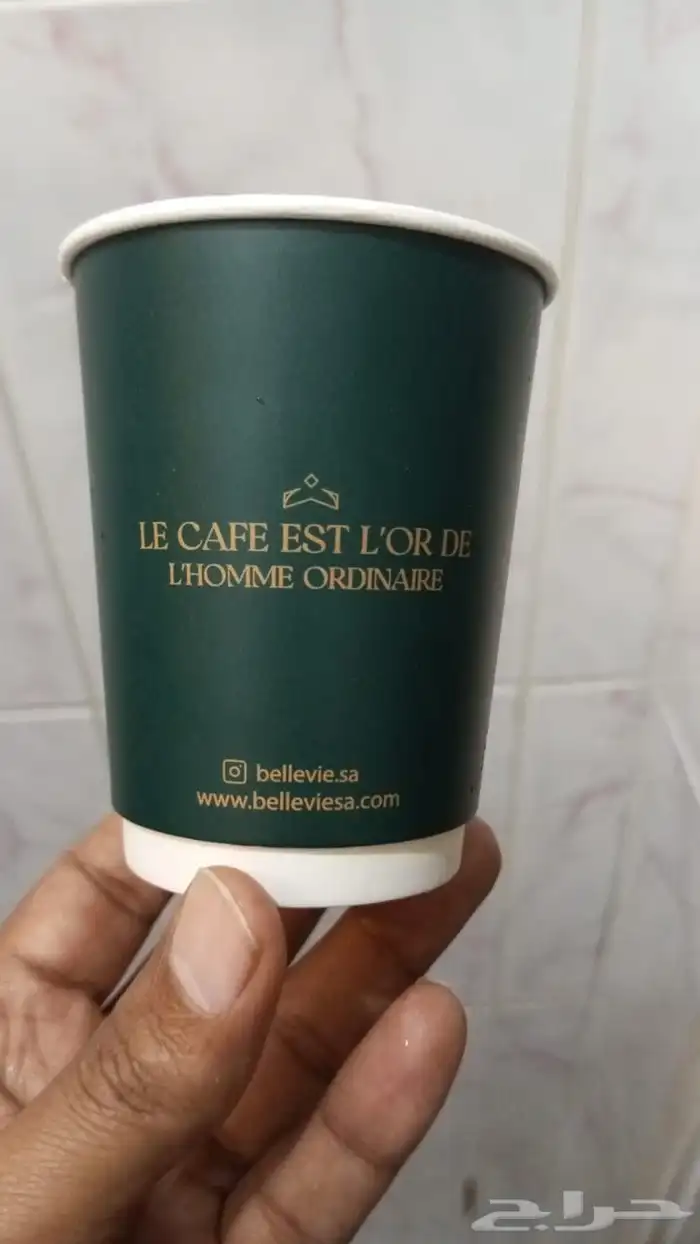 LE CAFE EST L'OR DE
L'HOMME ORDINAIRE
bellevie.sa
www.belleviesa.com
حراج